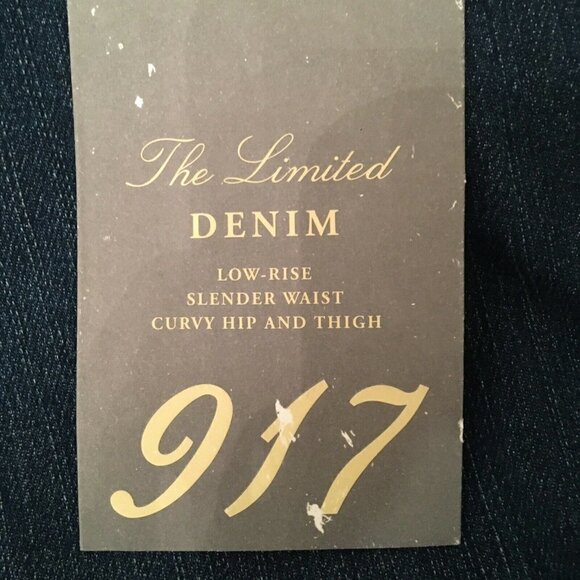 The Limited
DENIM
LOW-RISE
SLENDER WAIST
CURVY HIP AND THIGH
917